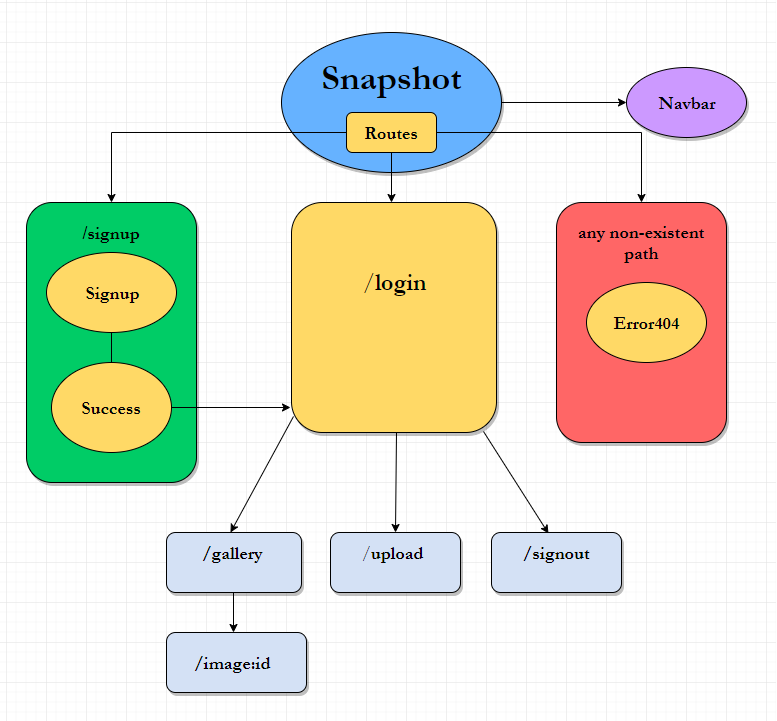 Snapshot
Navbar
Routes
/signup
any non-existent
path
/login
Signup
Error404
Success
/gallery
/upload
/signout
/image:id